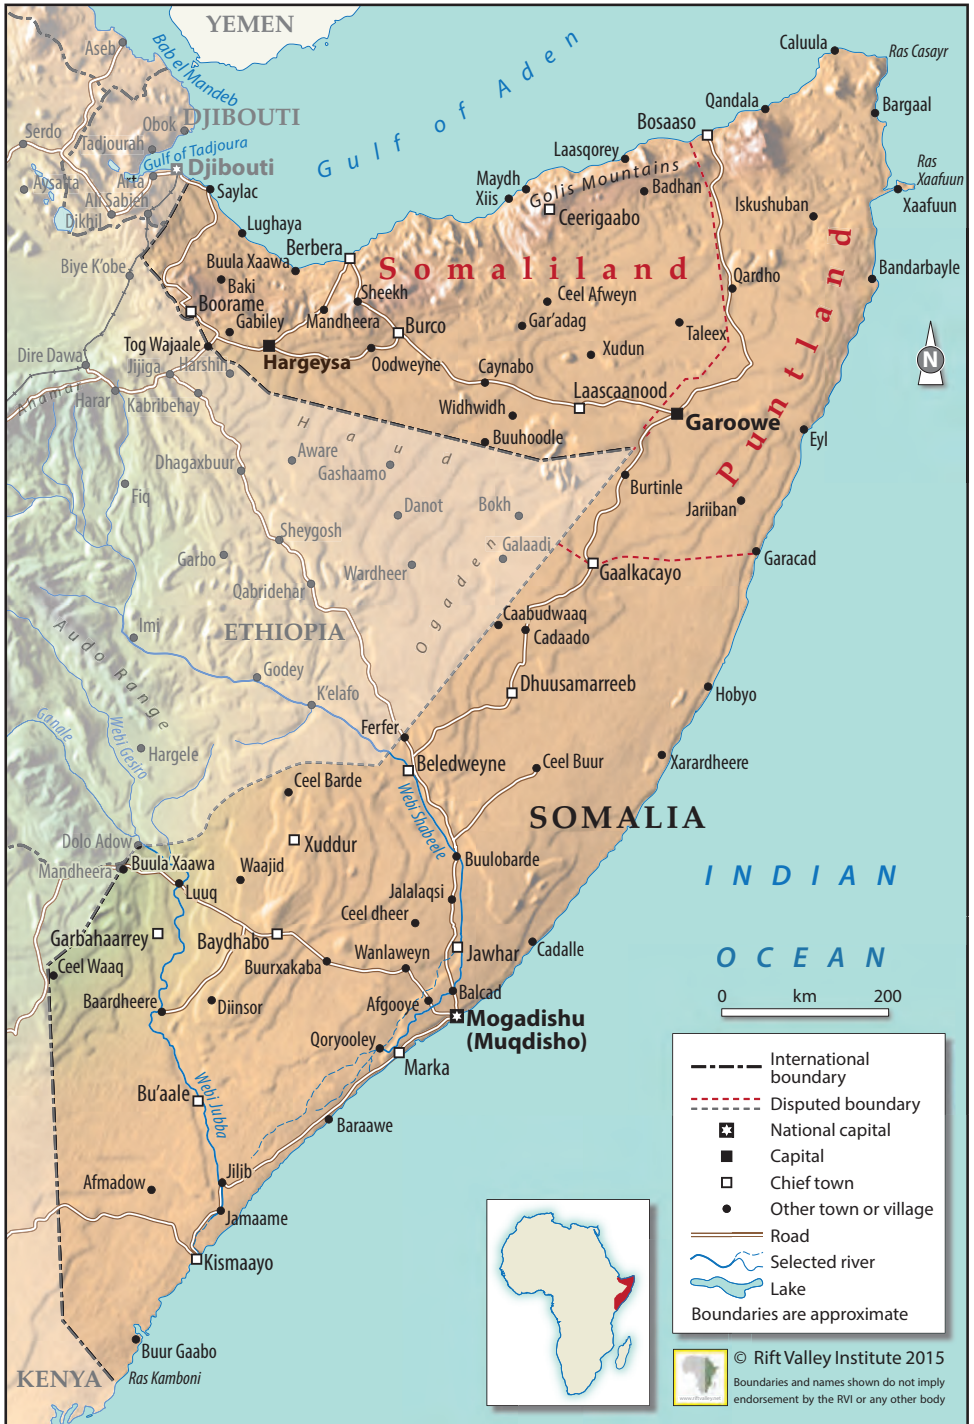 YEMEN
Aseb
Bab el Mandeb
Caluula
Ras Casayr
Gulf of Aden
Qandala
Bargaal
DJIBOUTI
Obok
Serdo
Tadjourah
Bosaaso
Gulf of Tadjoura
Djibouti
Laasqorey
Golis Mountains
Ras
Xaafuun
Aysaita
Arta
Saylac
Maydh
Xiis
Badhan
Xaafuun
Ali Sabieh
Dikhil
Ceerigaabo
Iskushuban
Lughaya
Berbera
Biye K'obe
Buula Xaawa
Somaliland
Puntland
Bandarbayle
Baki
Sheekh
Ceel Afweyn
Qardho
Boorame
Gabiley
Mandheera
Burco
Gar'adag
Taleex
Tog Wajaale
Hargeysa
Oodweyne
Xudun
N
Dire Dawa
Jijiga
Harshin
Caynabo
Ahamar
Harar
Kabribehay
Laascaanood
Widhwidh
Garoowe
Haud
Buuhoodle
Eyl
Aware
Dhagaxbuur
Gashaamo
Burtinle
Fiq
Danot
Bokh
Jariiban
Sheygosh
Galaadi
Garbo
Garacad
Wardheer
Gaalkacayo
Qabridehar
Ogaden
Caabudwaaq
Imi
ETHIOPIA
Cadaado
Audo Range
Godey
Dhuusamarreeb
K'elafo
Hobyo
Ganale
Webi Gesiro
Ferfer
Hargele
Beledweyne
Ceel Buur
Xarardheere
Ceel Barde
Webi Shabeele
SOMALIA
Dolo Adow
Xuddur
Mandheera
Buula Xaawa
Waajid
Buulobarde
INDIAN
Luuq
Jalalaqsi
Ceel dheer
Garbahaarrey
Baydhabo
Wanlaweyn
Jawhar
Cadalle
OCEAN
Ceel Waaq
Buurxakaba
Baardheere
Diinsor
Afgooye
Balcad
0 km 200
Mogadishu
(Muqdisho)
Qoryooley
Marka
Bu'aale
Webi Jubba
Baraawe
Jilib
Afmadow
Jamaame
Kismaayo
Buur Gaabo
KENYA
Ras Kamboni
International
boundary
Disputed boundary
National capital
Capital
Chief town
Other town or village
Road
Selected river
Lake
Boundaries are approximate
© Rift Valley Institute 2015
Boundaries and names shown do not imply
endorsement by the RVI or any other body
www.riftvalley.net